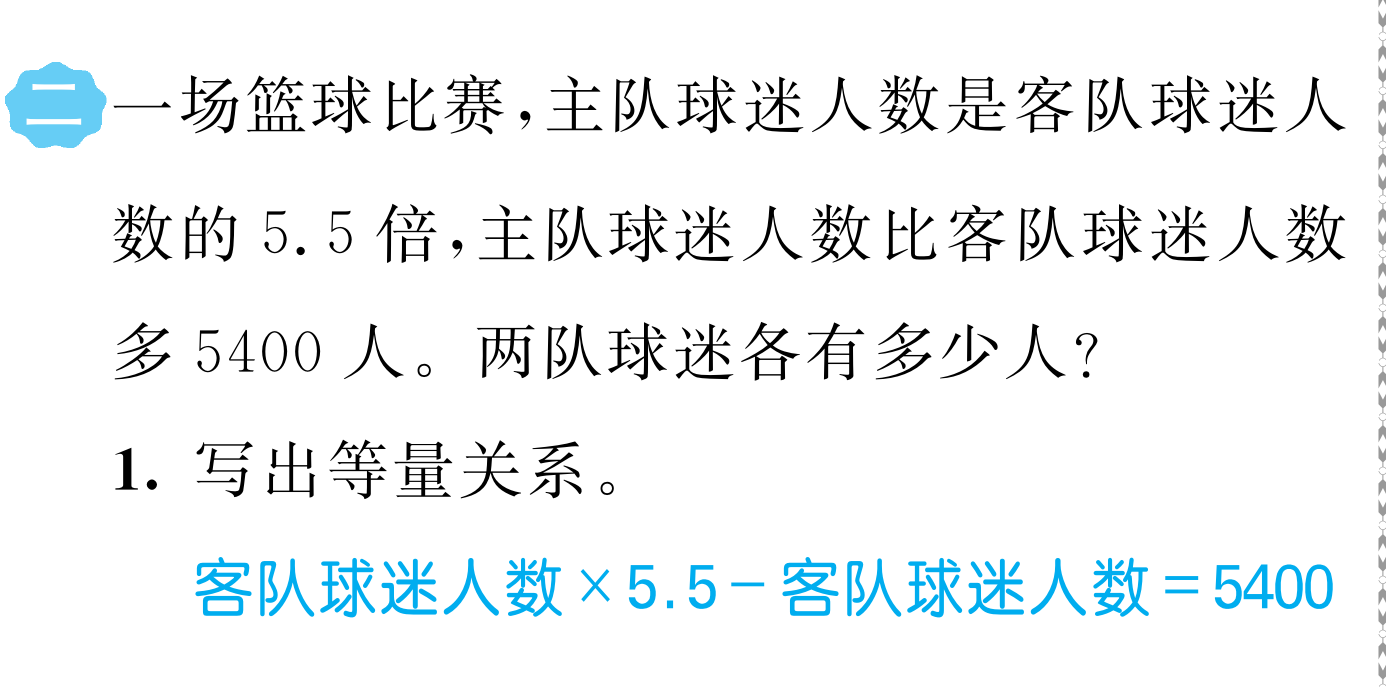 二 一场篮球比赛,主队球迷人数是客队球迷人
数的 5.5 倍,主队球迷人数比客队球迷人数
多 5400 人。两队球迷各有多少人?
1. 写出等量关系。
客队球迷人数×5.5-客队球迷人数=5400